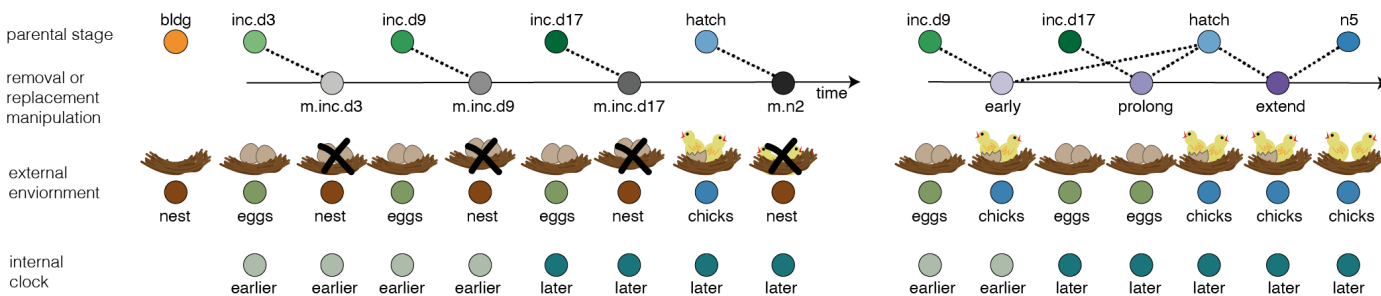 bldg inc.d3 inc.d9 inc.d17 hatch inc.d9 inc.d17 hatch n5
parental stage
removal or
replacement
manipulation
time
m.inc.d3 m.inc.d9 m.inc.d17 m.n2 early prolong extend
external
enviornment
nest eggs nest eggs nest eggs nest chicks nest eggs chicks eggs eggs chicks chicks chicks
internal
clock
earlier earlier earlier earlier later later later later earlier earlier later later later later later